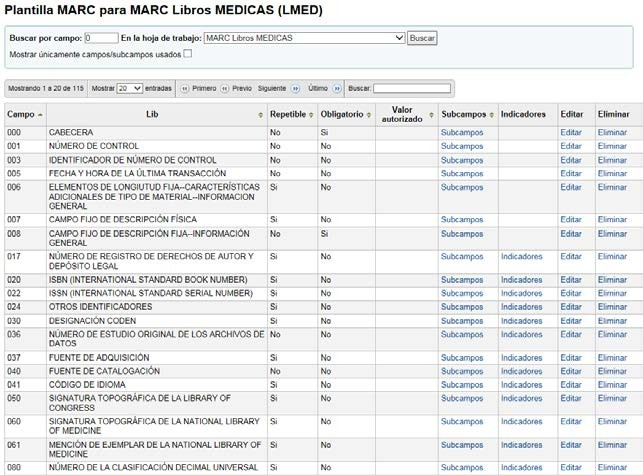 Plantilla MARC para MARC Libros MEDICAS (LMED)
Buscar por campo: 0 En la hoja de trabajo: MARC Libros MEDICAS Buscar
Mostrar únicamente campos/subcampos usados
Mostrando 1 a 20 de 115 Mostrar 20 entradas Primero Previo Siguiente Último Buscar:
Campo Lib Repetible Obligatorio Valor autorizado Subcampos Indicadores Editar Eliminar
000 CABECERA No Si Subcampos Editar Eliminar
001 NÚMERO DE CONTROL No No Subcampos Editar Eliminar
003 IDENTIFICADOR DE NÚMERO DE CONTROL No No Subcampos Editar Eliminar
005 FECHA Y HORA DE LA ÚLTIMA TRANSACCIÓN No No Subcampos Editar Eliminar
006 ELEMENTOS DE LONGIUTUD FIJA--CARACTERÍSTICAS Si No Subcampos Editar Eliminar
ADICIONALES DE TIPO DE MATERIAL--INFORMACION
GENERAL
007 CAMPO FIJO DE DESCRIPCIÓN FÍSICA Si No Subcampos Editar Eliminar
008 CAMPO FIJO DE DESCRIPCIÓN FIJA--INFORMACIÓN No Si Subcampos Editar Eliminar
GENERAL
017 NÚMERO DE REGISTRO DE DERECHOS DE AUTOR Y Si No Subcampos Indicadores Editar Eliminar
DEPÓSITO LEGAL
020 ISBN (INTERNATIONAL STANDARD BOOK NUMBER) Si No Subcampos Indicadores Editar Eliminar
022 ISSN (INTERNATIONAL STANDARD SERIAL NUMBER) Si No Subcampos Indicadores Editar Eliminar
024 OTROS IDENTIFICADORES Si No Subcampos Indicadores Editar Eliminar
030 DESIGNACIÓN CODEN Si No Subcampos Indicadores Editar Eliminar
036 NÚMERO DE ESTUDIO ORIGINAL DE LOS ARCHIVOS DE No No Subcampos Indicadores Editar Eliminar
DATOS
037 FUENTE DE ADQUISICIÓN Si No Subcampos Indicadores Editar Eliminar
040 FUENTE DE CATALOGACIÓN No No Subcampos Indicadores Editar Eliminar
041 CÓDIGO DE IDIOMA Si No Subcampos Indicadores Editar Eliminar
050 SIGNATURA TOPOGRÁFICA DE LA LIBRARY OF Si No Subcampos Indicadores Editar Eliminar
CONGRESS
060 SIGNATURA TOPOGRÁFICA DE LA NATIONAL LIBRARY Si No Subcampos Indicadores Editar Eliminar
OF MEDICINE
061 MENCIÓN DE EJEMPLAR DE LA NATIONAL LIBRARY OF Si No Subcampos Indicadores Editar Eliminar
MEDICINE
080 NÚMERO DE LA CLASIFICACIÓN DECIMAL UNIVERSAL Si No Subcampos Indicadores Editar Eliminar